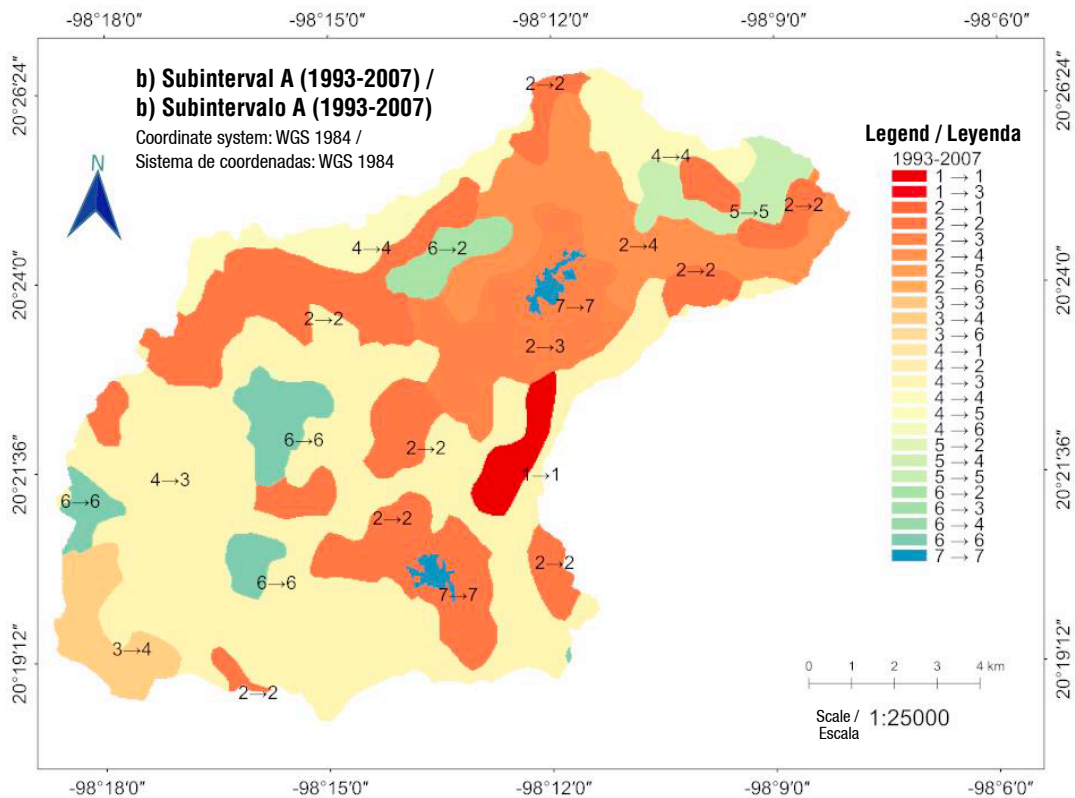 -98°18'0" -98°15'0" -98°12'0" -98°9'0" -98°6'0"
b) Subinterval A (1993-2007) /
b) Subintervalo A (1993-2007)
Coordinate system: WGS 1984 /
Sistema de coordenadas: WGS 1984
N
20°26'24"
20°24'0"
20°21'36"
20°19'12"
2→2
4→4
5→5
2→2
4→4
6→2
2→4
2→2
7→7
2→2
2→3
6→6
2→2
4→3
1→1
6→6
2→2
2→2
6→6
7→7
3→4
2→2
Legend / Leyenda
1993-2007
1 → 1
1 → 3
2 → 1
2 → 2
2 → 3
2 → 4
2 → 5
2 → 6
3 → 3
3 → 4
3 → 6
4 → 1
4 → 2
4 → 3
4 → 4
4 → 5
4 → 6
5 → 2
5 → 4
5 → 5
6 → 2
6 → 4
6 → 6
7 → 7
20°26'24"
20°24'0"
20°21'36"
20°19'12"
0 1 2 3 4 km
Scale / 1:25000
Escala
-98°18'0" -98°15'0" -98°12'0" -98°9'0" -98°6'0"